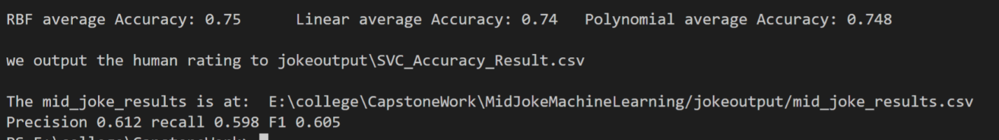 RBF average Accuracy: 0.75 Linear average Accuracy: 0.74 Polynomial average Accuracy: 0.748
we output the human rating to jokeoutput\SVC_Accuracy_Result.csv
The mid_joke_results is at: E:\college\CapstoneWork\MidJokeMachineLearning/jokeoutput/mid_joke_results.csv
Precision 0.612 recall 0.598 F1 0.605
PS E:\college\CapstoneWork>